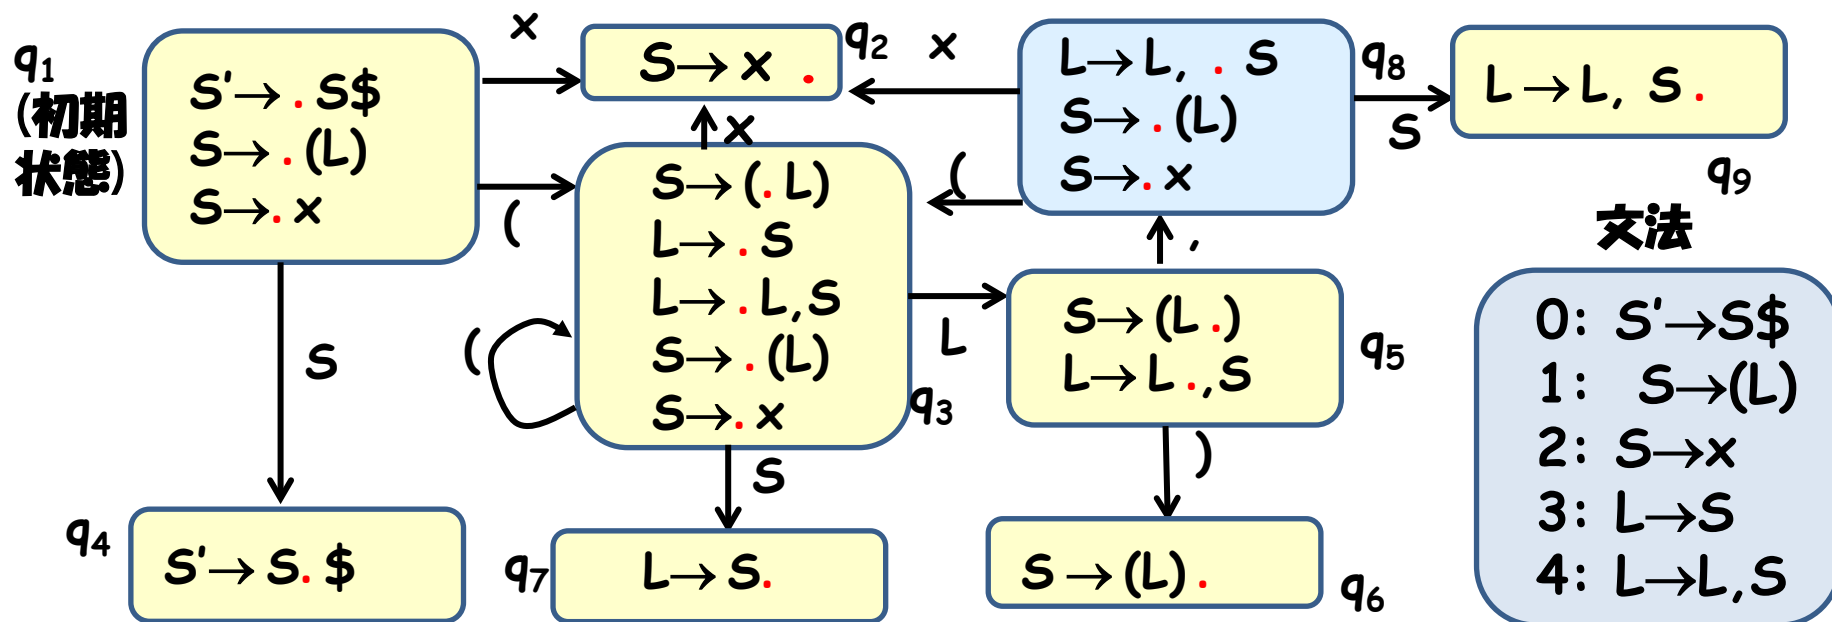 q1
(初期
状態)
S'→ . S$
S→ . (L)
S→. x
x
(
S
S→ x .
q2
x
x
L→L, . S
S→ . (L)
S→. x
q8
S
L→L, S .
q9
S→(. L)
L→ . S
L→ . L,S
S→ . (L)
S→. x
q3
(
(
L
S
,
S→ (L .)
L→L .,S
q5
)
q4
S'→ S. $
q7
L→ S.
S→(L) .
q6
文法
0: S'→S$
1: S→(L)
2: S→x
3: L→S
4: L→L,S